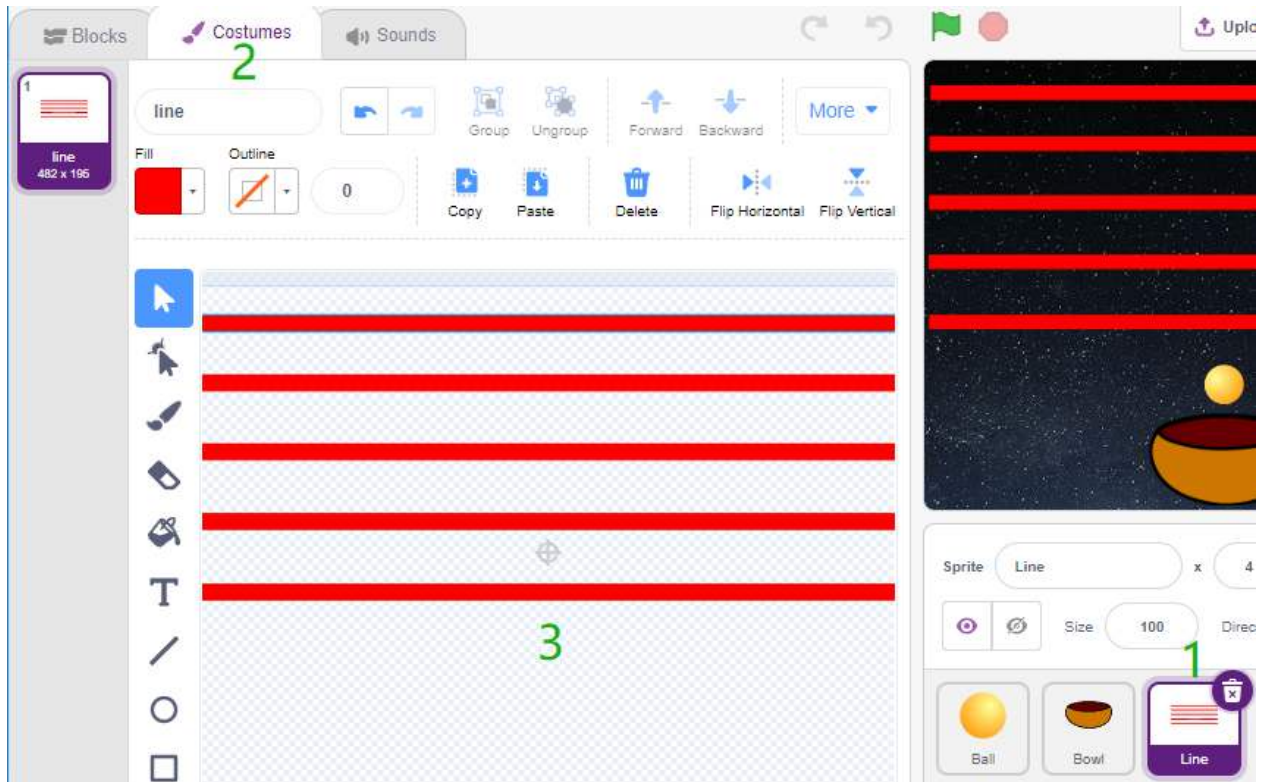 Blocks Costumes Sounds
2
Uplo
1
line
482 x 195
line
Group Ungroup Forward Backward More
Fill Outline
0
Copy Paste Delete Flip Horizontal Flip Vertical
T
3
Sprite Line x 4
Size 100 Direc
1
Ball Bowl Line